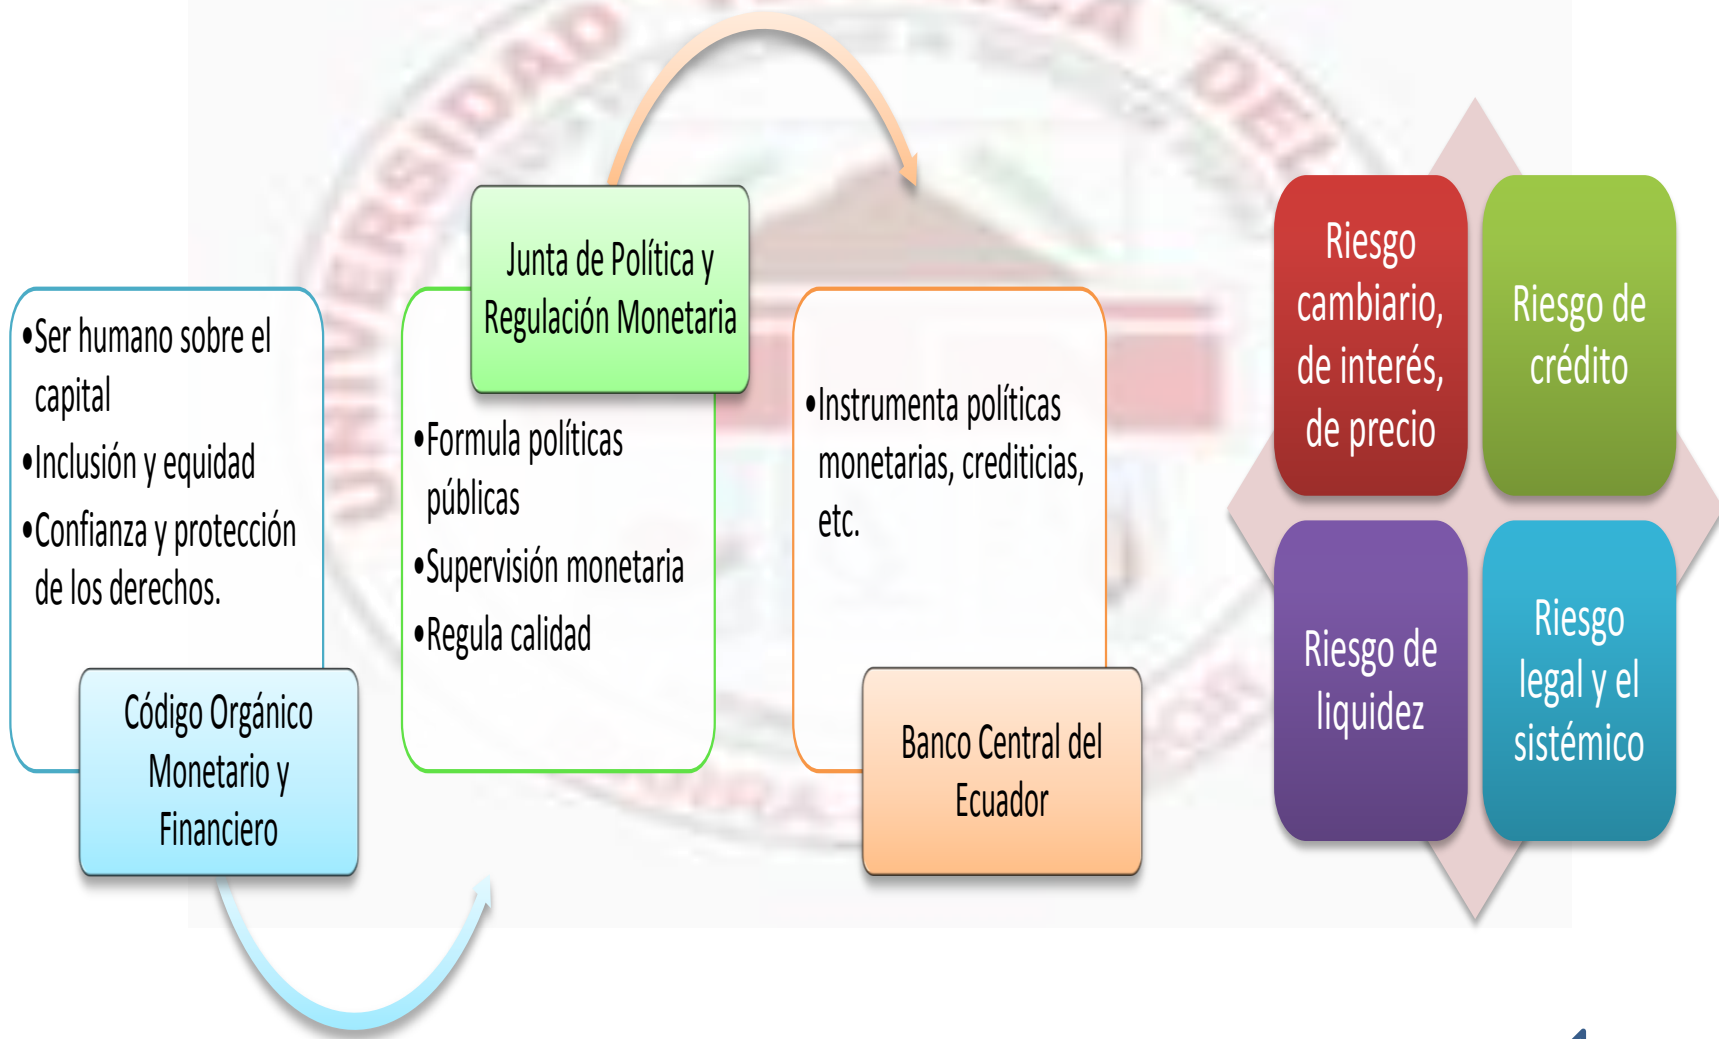 •Ser humano sobre el
capital
•Inclusión y equidad
•Confianza y protección
de los derechos.
Código Orgánico
Monetario y
Financiero
Junta de Política y
Regulación Monetaria
•Formula políticas
públicas
•Supervisión monetaria
•Regula calidad
•Instrumenta políticas
monetarias, crediticias,
etc.
Banco Central del
Ecuador
Riesgo
cambiario,
de interés,
de precio
Riesgo de
crédito
Riesgo de
liquidez
Riesgo
legal y el
sistémico
UNIVERSIDAD
DEL